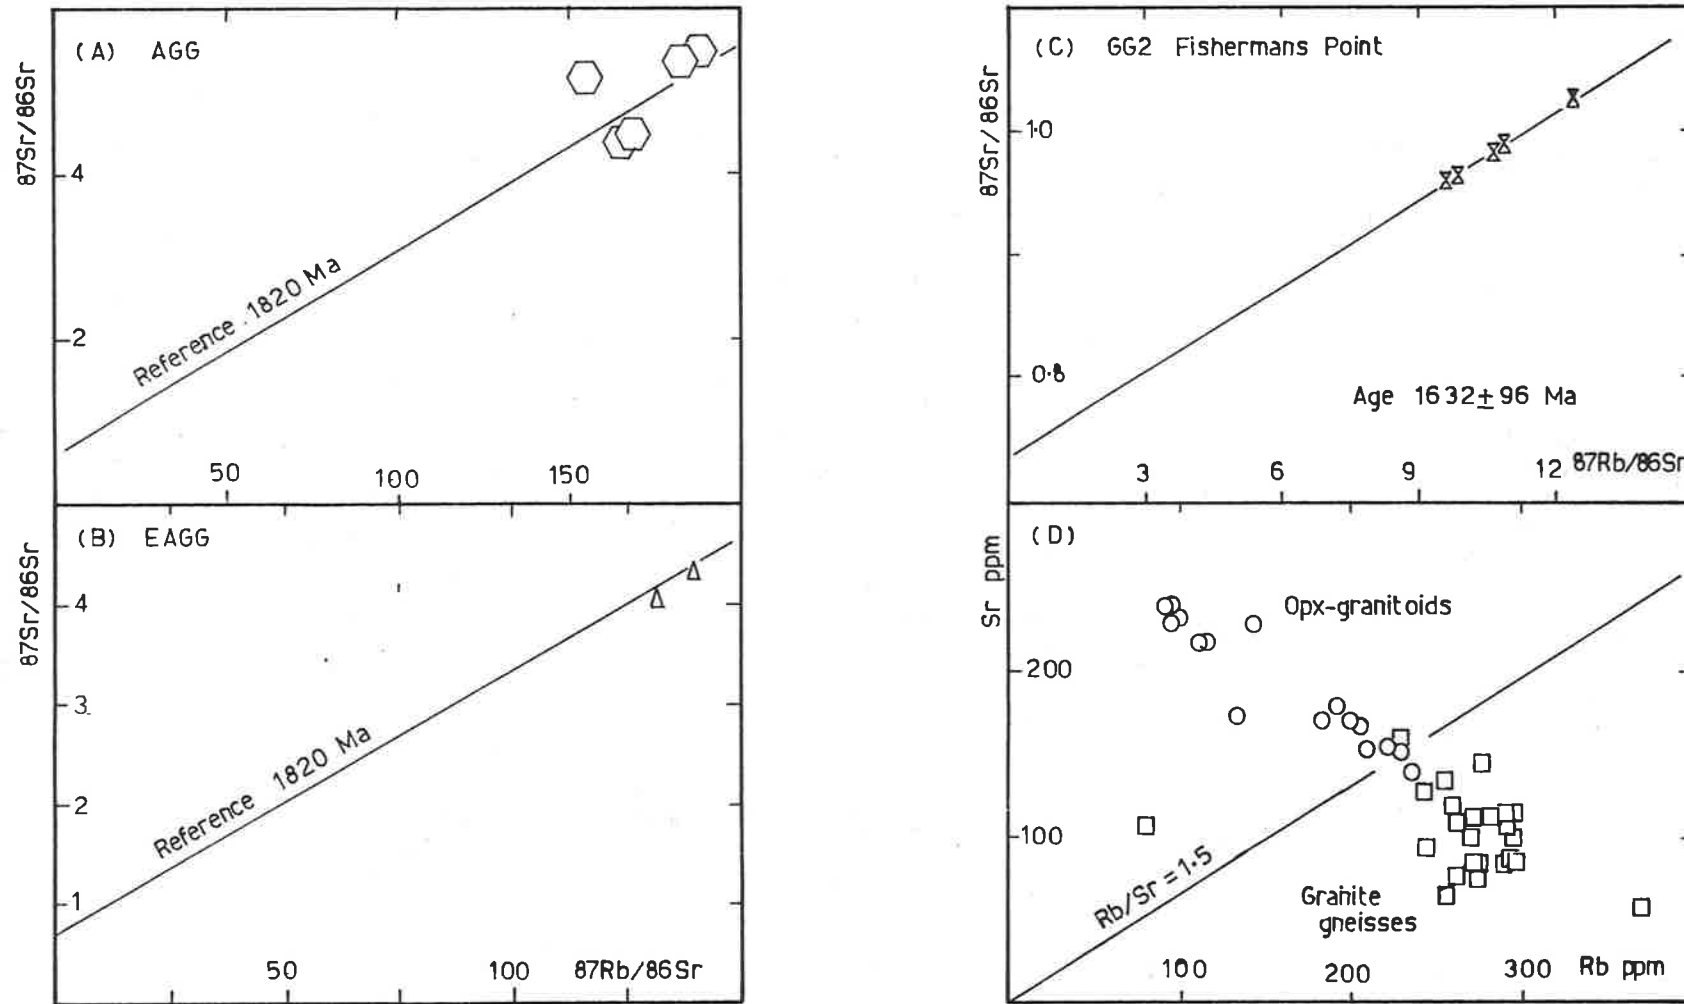 (A) AGG
87Sr/86Sr
4
2
Reference 1820 Ma
50 100 150
(B) EAGG
87Sr/86Sr
4
3
2
1
Reference 1820 Ma
50 100 87Rb/86Sr
(C) GG2 Fishermans Point
87Sr/86Sr
1·0
0·8
Age 1632±96 Ma
3 6 9 12 87Rb/86Sr
(D)
Sr ppm
Opx-granitoids
200
100
Rb/Sr = 1·5
Granite
gneisses
100 200 300 Rb ppm